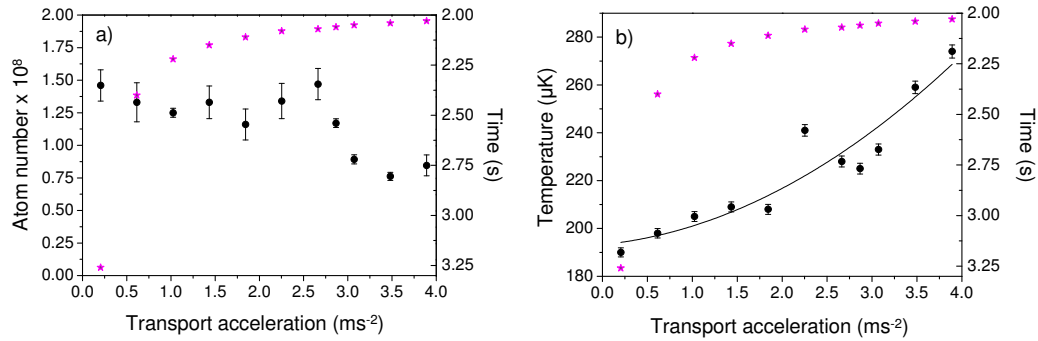 a)
2.00
1.75
1.50
1.25
1.00
0.75
0.50
0.25
0.00
Atom number x 10⁸
0.0 0.5 1.0 1.5 2.0 2.5 3.0 3.5 4.0
Transport acceleration (ms⁻²)
2.00
2.25
2.50
2.75
3.00
3.25
Time (s)
b)
280
260
240
220
200
180
Temperature (µK)
0.0 0.5 1.0 1.5 2.0 2.5 3.0 3.5 4.0
Transport acceleration (ms⁻²)
2.00
2.25
2.50
2.75
3.00
3.25
Time (s)